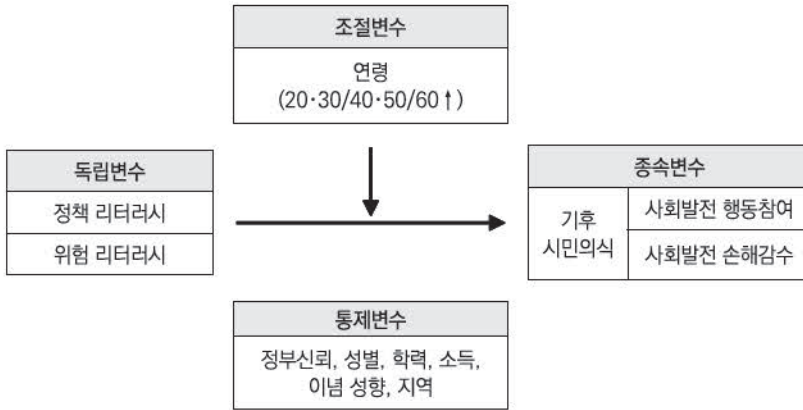 조절변수
연령
(20·30/40·50/60↑)
독립변수
정책 리터러시
위험 리터러시
종속변수
기후
시민의식
사회발전 행동참여
사회발전 손해감수
통제변수
정부신뢰, 성별, 학력, 소득,
이념 성향, 지역